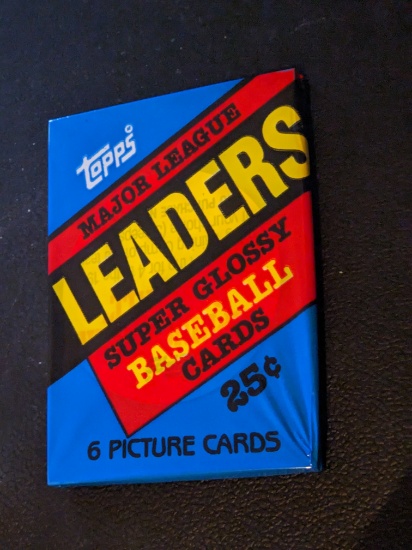 Topps®
MAJOR LEAGUE
LEADERS
SUPER GLOSSY
BASEBALL
CARDS
25¢
6 PICTURE CARDS